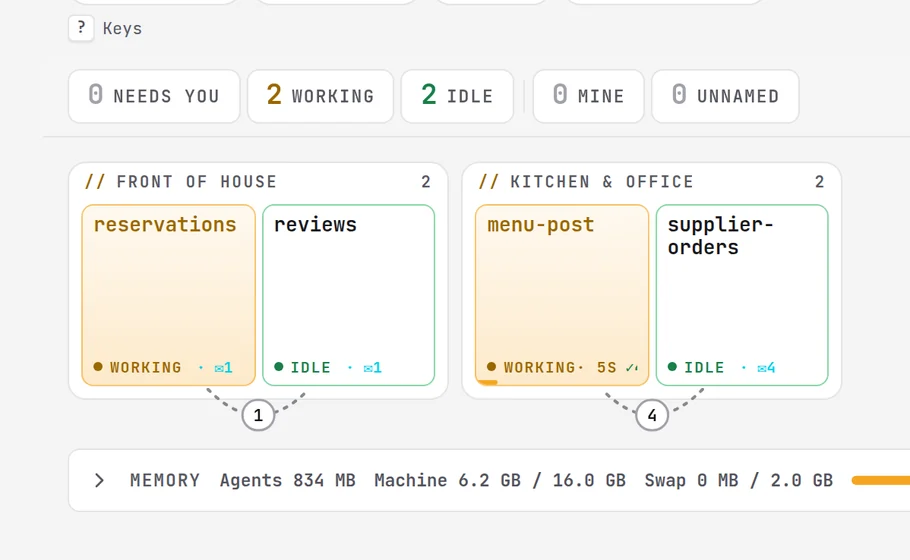 ? Keys
0 NEEDS YOU 2 WORKING 2 IDLE 0 MINE 0 UNNAMED
// FRONT OF HOUSE 2
reservations
WORKING · ✉1
reviews
IDLE · ✉1
1
// KITCHEN & OFFICE 2
menu-post
WORKING· 5S ✓
supplier-
orders
IDLE · ✉4
4
MEMORY Agents 834 MB Machine 6.2 GB / 16.0 GB Swap 0 MB / 2.0 GB